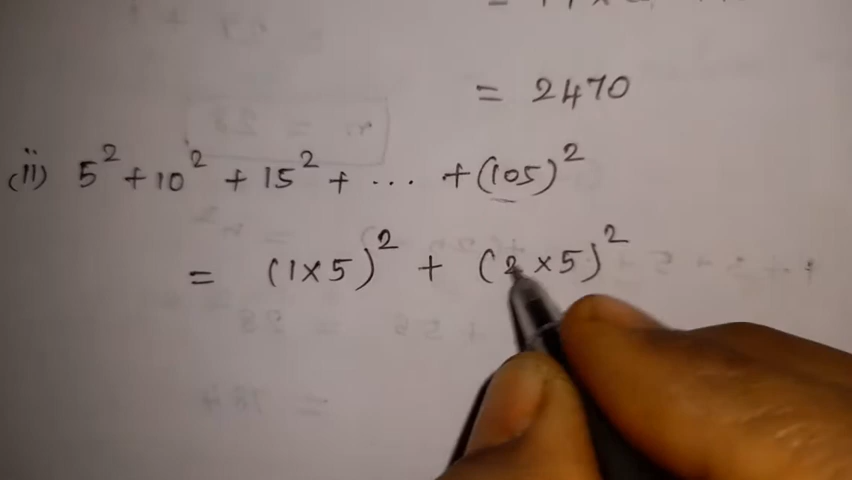 = 2470
(ii) 5² + 10² + 15² + ... + (105)²
= (1×5)² + (2×5)²